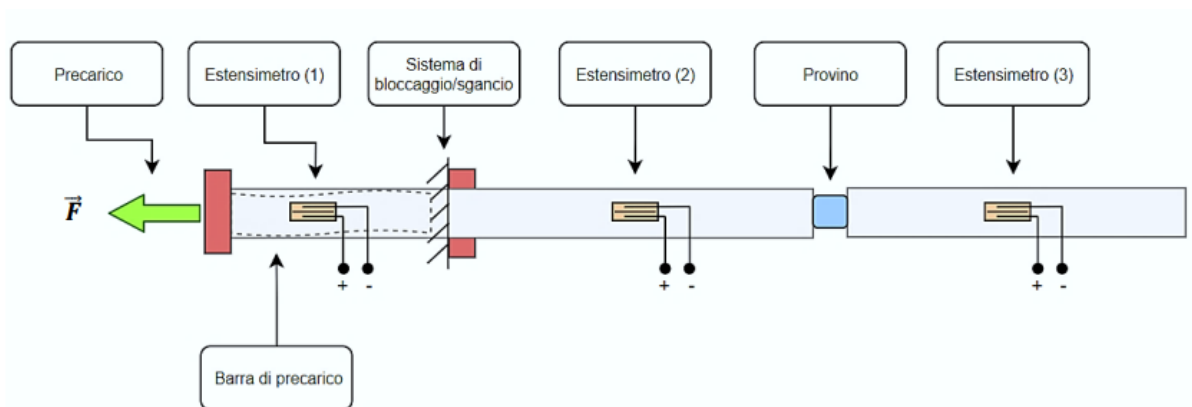 Precarico
Estensimetro (1)
Sistema di
bloccaggio/sgancio
Estensimetro (2)
Provino
Estensimetro (3)
F
+ -
+ -
+ -
Barra di precarico